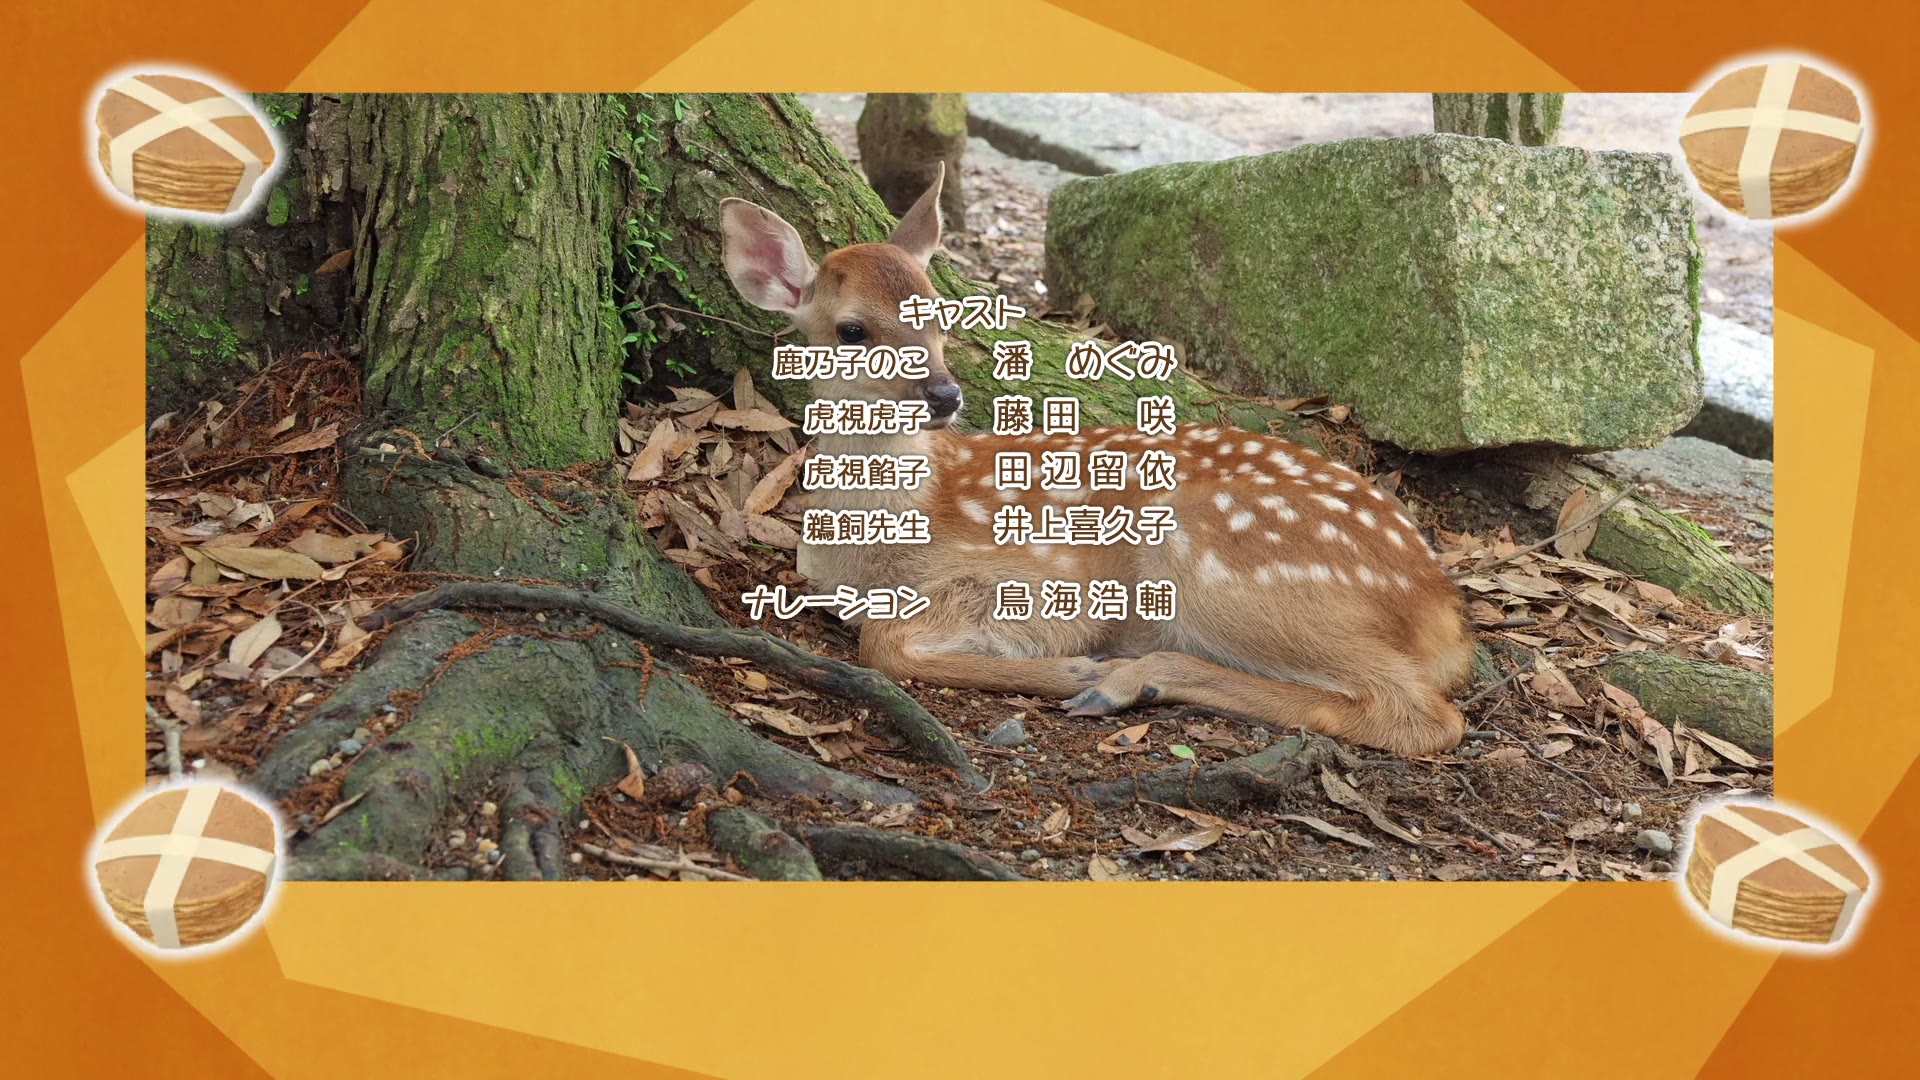 キャスト
鹿乃子のこ 潘 めぐみ
虎視虎子 藤田 咲
虎視餡子 田辺留依
鵜飼先生 井上喜久子
ナレーション 鳥海浩輔